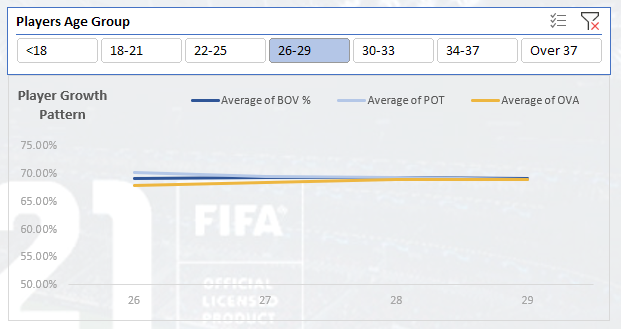 Players Age Group
<18 18-21 22-25 26-29 30-33 34-37 Over 37
Player Growth Pattern
Average of BOV % Average of POT Average of OVA
75.00%
70.00%
65.00%
60.00%
55.00%
50.00%
26 27 28 29
21
FIFA
OFFICIAL
LICENSED
PRODUCT